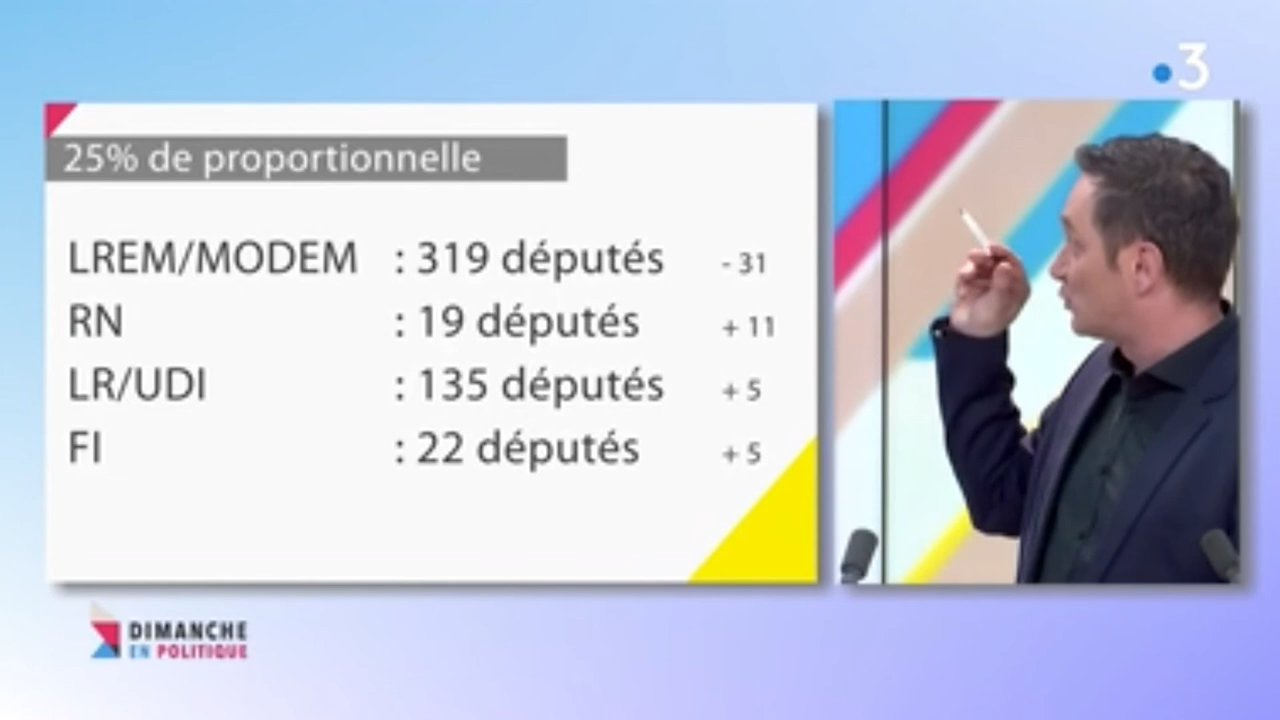 3
25% de proportionnelle
LREM/MODEM : 319 députés - 31
RN : 19 députés + 11
LR/UDI : 135 députés + 5
FI : 22 députés + 5
DIMANCHE
EN POLITIQUE